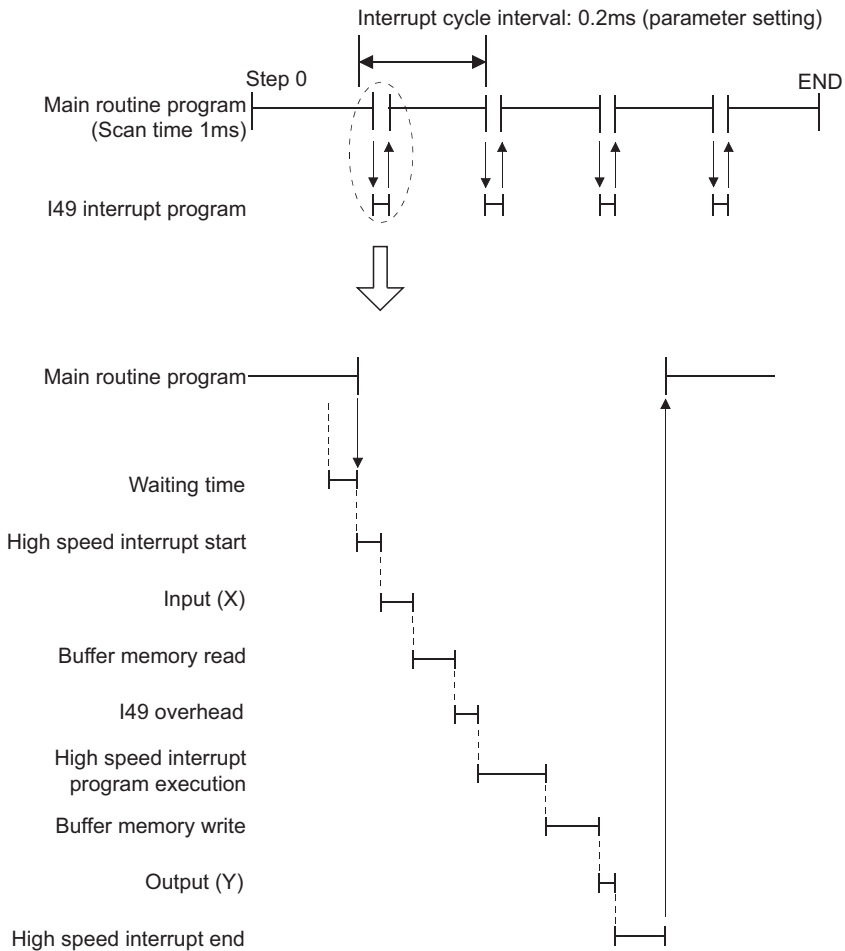 Interrupt cycle interval: 0.2ms (parameter setting)
Step 0
END
Main routine program
(Scan time 1ms)
I49 interrupt program
Main routine program
Waiting time
High speed interrupt start
Input (X)
Buffer memory read
I49 overhead
High speed interrupt
program execution
Buffer memory write
Output (Y)
High speed interrupt end